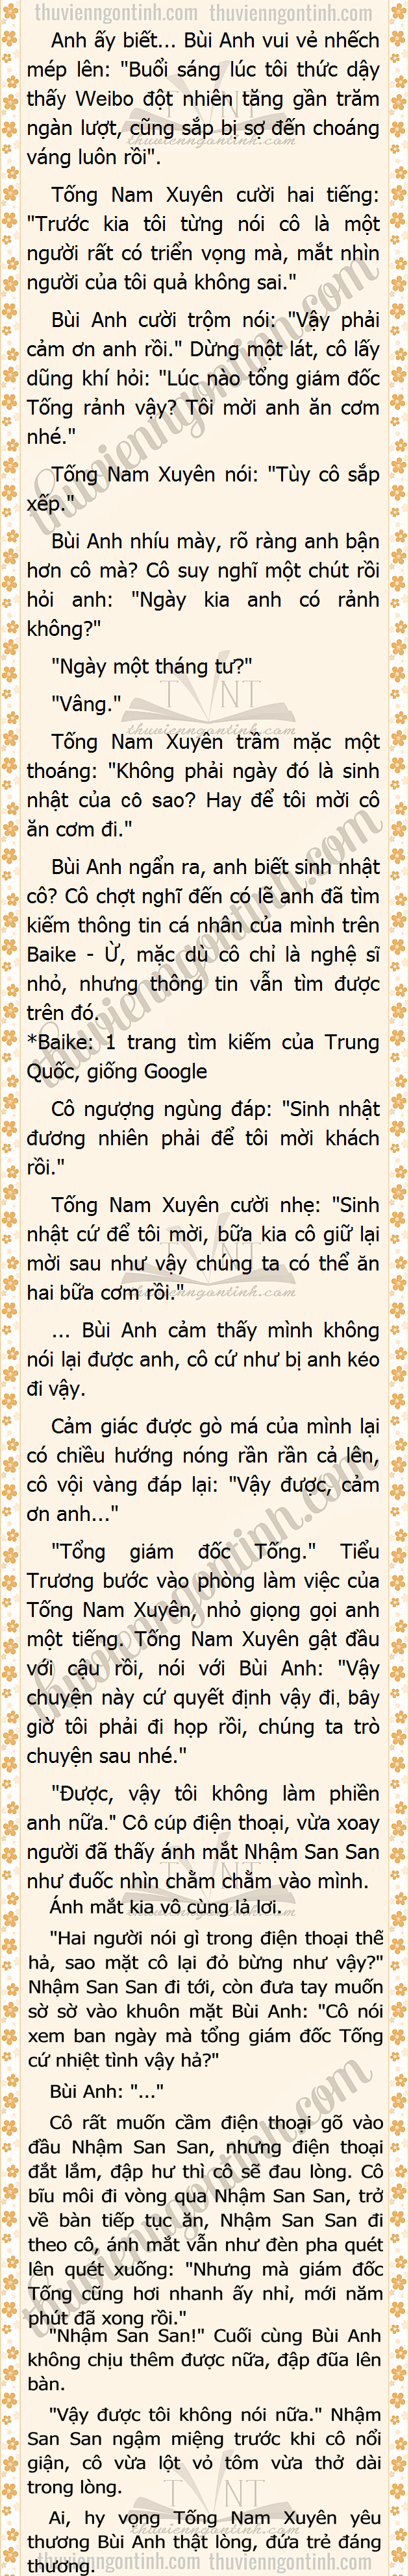 thuvienngontinh.com thuvienngontinh.com
Anh ấy biết... Bùi Anh vui vẻ nhếch
mép lên: "Buổi sáng lúc tôi thức dậy
thấy Weibo đột nhiên tăng gần trăm
ngàn lượt, cũng sắp bị sợ đến choáng
váng luôn rồi".
Tống Nam Xuyên cười hai tiếng:
"Trước kia tôi từng nói cô là một
người rất có triển vọng mà, mắt nhìn
người của tôi quả không sai."
Bùi Anh cười trộm nói: "Vậy phải
cảm ơn anh rồi." Dừng một lát, cô lấy
dũng khí hỏi: "Lúc nào tổng giám đốc
Tống rảnh vậy? Tôi mời anh ăn cơm
nhé."
Tống Nam Xuyên nói: "Tùy cô sắp
xếp."
Bùi Anh nhíu mày, rõ ràng anh bận
hơn cô mà? Cô suy nghĩ một chút rồi
hỏi anh: "Ngày kia anh có rảnh
không?"
"Ngày một tháng tư?"
"Vâng."
Tống Nam Xuyên trầm mặc một
thoáng: "Không phải ngày đó là sinh
nhật của cô sao? Hay để tôi mời cô
ăn cơm đi."
Bùi Anh ngẩn ra, anh biết sinh nhật
cô? Cô chợt nghĩ đến có lẽ anh đã tìm
kiếm thông tin cá nhân của mình trên
Baike - Ừ, mặc dù cô chỉ là nghệ sĩ
nhỏ, nhưng thông tin vẫn tìm được
trên đó.
*Baike: 1 trang tìm kiếm của Trung
Quốc, giống Google
Cô ngượng ngùng đáp: "Sinh nhật
đương nhiên phải để tôi mời khách
rồi."
Tống Nam Xuyên cười nhẹ: "Sinh
nhật cứ để tôi mời, bữa kia cô giữ lại
mời sau như vậy chúng ta có thể ăn
hai bữa cơm rồi."
... Bùi Anh cảm thấy mình không
nói lại được anh, cô cứ như bị anh kéo
đi vậy.
Cảm giác được gò má của mình lại
có chiều hướng nóng rần rần cả lên,
cô vội vàng đáp lại: "Vậy được, cảm
ơn anh..."
"Tổng giám đốc Tống." Tiểu
Trương bước vào phòng làm việc của
Tống Nam Xuyên, nhỏ giọng gọi anh
một tiếng. Tống Nam Xuyên gật đầu
với cậu rồi, nói với Bùi Anh: "Vậy
chuyện này cứ quyết định vậy đi, bây
giờ tôi phải đi họp rồi, chúng ta trò
chuyện sau nhé."
"Được, vậy tôi không làm phiền
anh nữa." Cô cúp điện thoại, vừa xoay
người đã thấy ánh mắt Nhậm San San
như đuốc nhìn chằm chằm vào mình.
Ánh mắt kia vô cùng lả lơi.
"Hai người nói gì trong điện thoại thế
hả, sao mặt cô lại đỏ bừng như vậy?"
Nhậm San San đi tới, còn đưa tay muốn
sờ sờ vào khuôn mặt Bùi Anh: "Cô nói
xem ban ngày mà tổng giám đốc Tống
cứ nhiệt tình vậy hả?"
Bùi Anh: "..."
Cô rất muốn cầm điện thoại gõ vào
đầu Nhậm San San, nhưng điện thoại
đắt lắm, đập hư thì cô sẽ đau lòng. Cô
bĩu môi đi vòng qua Nhậm San San, trở
về bàn tiếp tục ăn, Nhậm San San đi
theo cô, ánh mắt vẫn như đèn pha quét
lên quét xuống: "Nhưng mà giám đốc
Tống cũng hơi nhanh ấy nhỉ, mới năm
phút đã xong rồi."
"Nhậm San San!" Cuối cùng Bùi Anh
không chịu thêm được nữa, đập đũa lên
bàn.
"Vậy được tôi không nói nữa." Nhậm
San San ngậm miệng trước khi cô nổi
giận, cô vừa lột vỏ tôm vừa thở dài
trong lòng.
Ai, hy vọng Tống Nam Xuyên yêu
thương Bùi Anh thật lòng, đứa trẻ đáng
thương.
thuvienngontinh.com thuvienngontinh.com